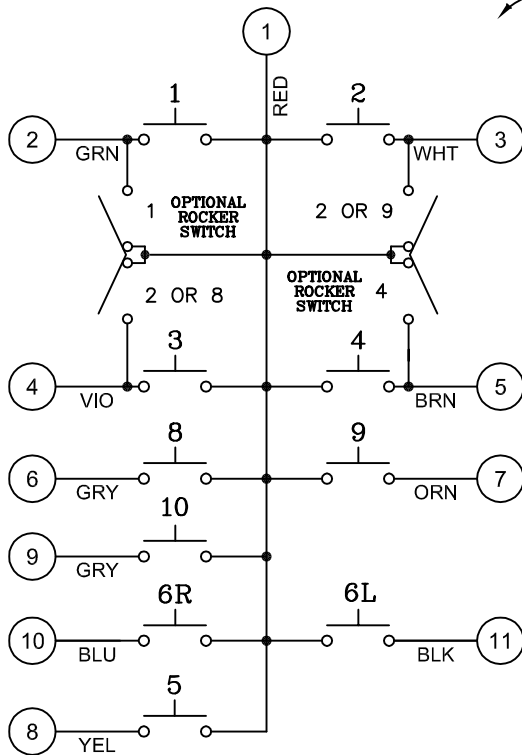 1
RED
1
2
2
GRN
WHT
3
1 OPTIONAL
ROCKER
SWITCH
2 OR 9
2 OR 8
OPTIONAL
ROCKER
SWITCH 4
3
4
4
VIO
BRN
5
8
9
6
GRY
ORN
7
10
9
GRY
6R
6L
10
BLU
BLK
11
5
8
YEL